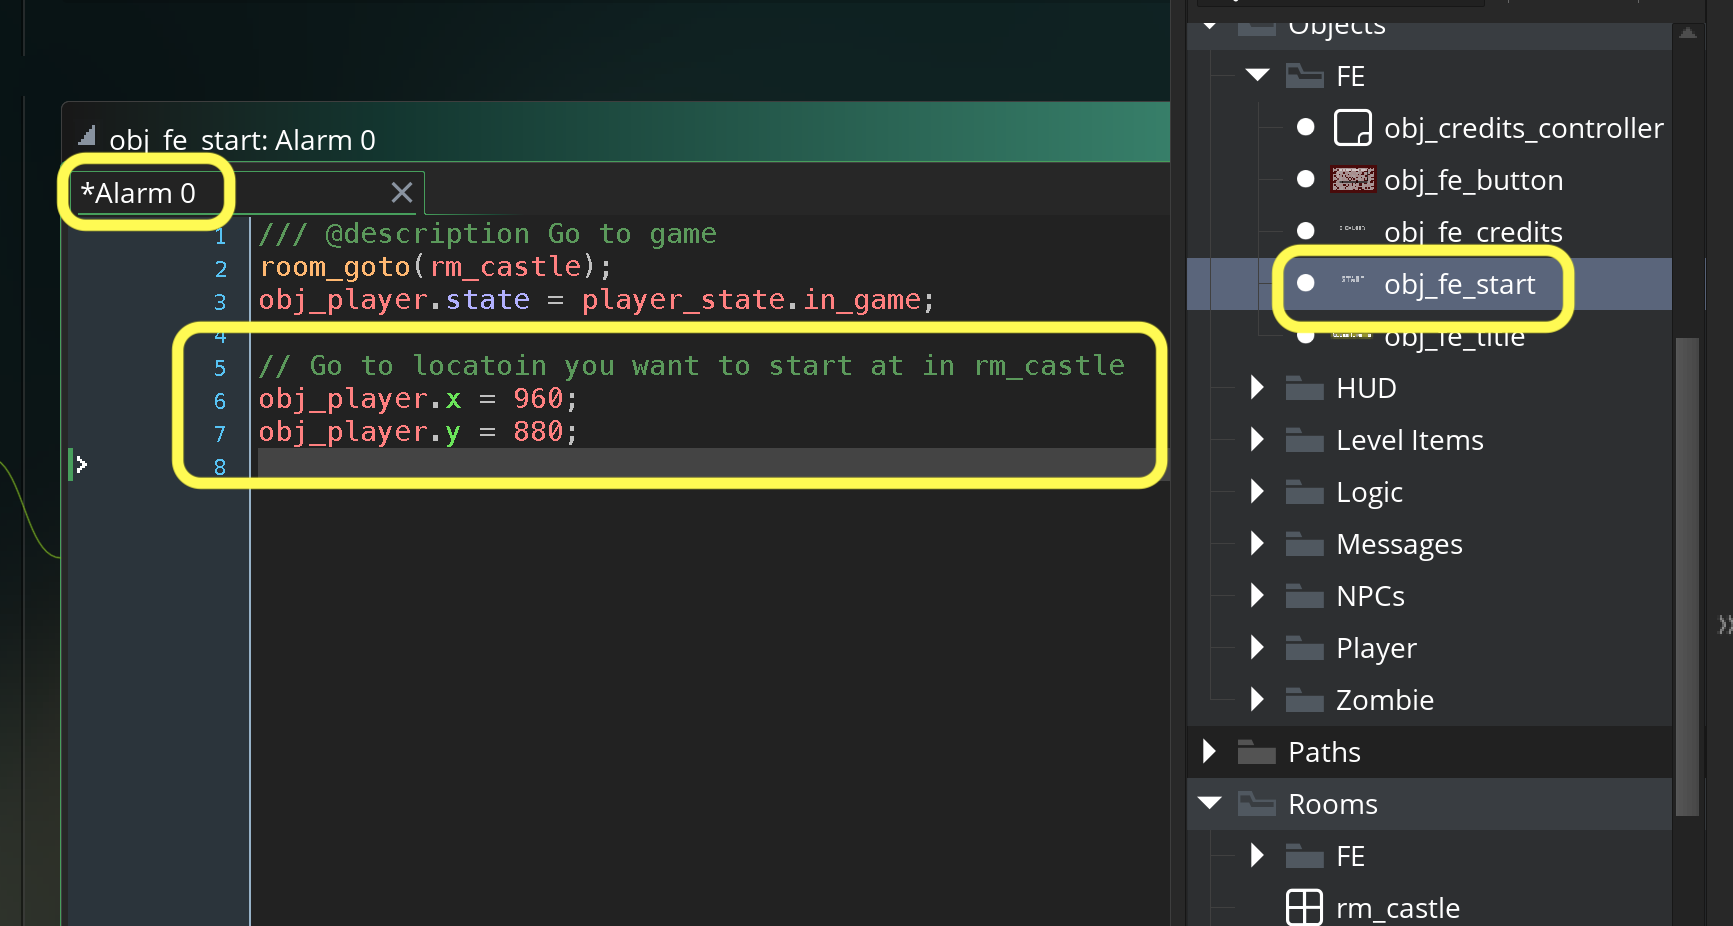 obj_fe_start: Alarm 0
*Alarm 0
1 /// @description Go to game
2 room_goto(rm_castle);
3 obj_player.state = player_state.in_game;
4
5 // Go to locatoin you want to start at in rm_castle
6 obj_player.x = 960;
7 obj_player.y = 880;
8
Objects
FE
obj_credits_controller
obj_fe_button
obj_fe_credits
obj_fe_start
obj_fe_title
HUD
Level Items
Logic
Messages
NPCs
Player
Zombie
Paths
Rooms
FE
rm_castle